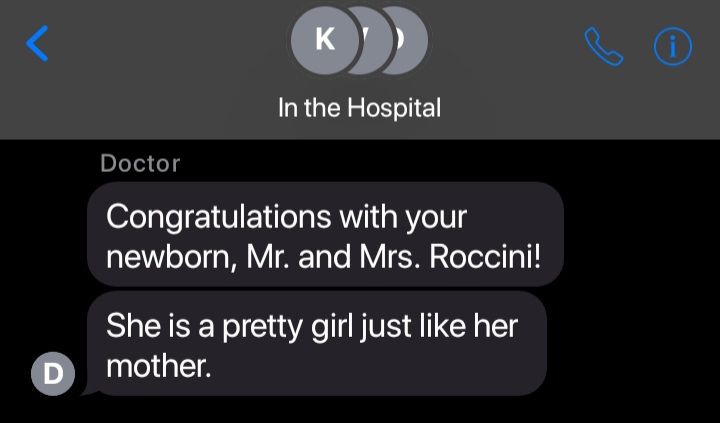 K
In the Hospital
Doctor
Congratulations with your
newborn, Mr. and Mrs. Roccini!
She is a pretty girl just like her
mother.
D